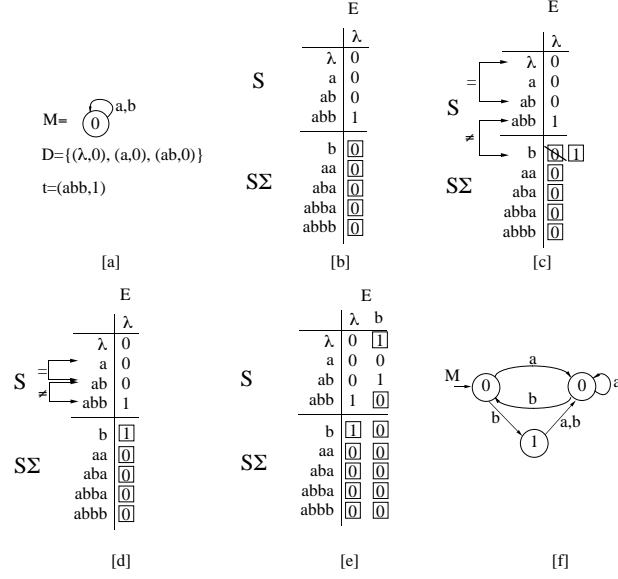 M=
0
a,b
D={(λ,0), (a,0), (ab,0)}
t=(abb,1)
[a]
E
λ
S
λ 0
a 0
ab 0
abb 1
SΣ
b 0
aa 0
aba 0
abba 0
abbb 0
[b]
E
λ
S
=
≠
λ 0
a 0
ab 0
abb 1
SΣ
b 0 1
aa 0
aba 0
abba 0
abbb 0
[c]
E
λ
S
=
≠
λ 0
a 0
ab 0
abb 1
SΣ
b 1
aa 0
aba 0
abba 0
abbb 0
[d]
E
λ b
S
λ 0 1
a 0 0
ab 0 1
abb 1 0
SΣ
b 1 0
aa 0 0
aba 0 0
abba 0 0
abbb 0 0
[e]
M
a
0
0
a
b
b
a,b
1
[f]